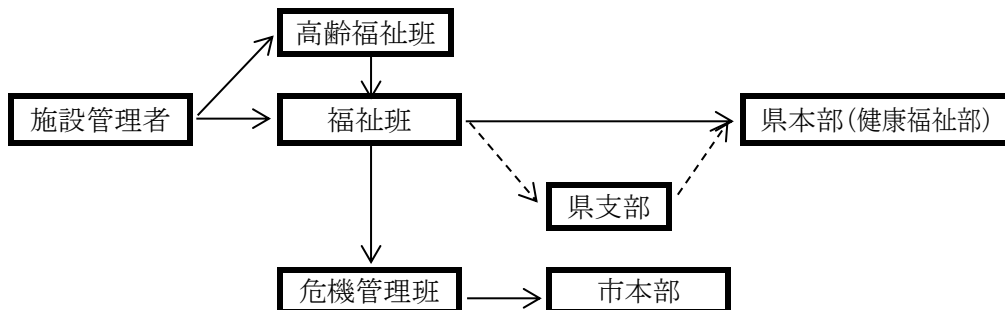 高齢福祉班
施設管理者
福祉班
県本部(健康福祉部)
県支部
危機管理班
市本部